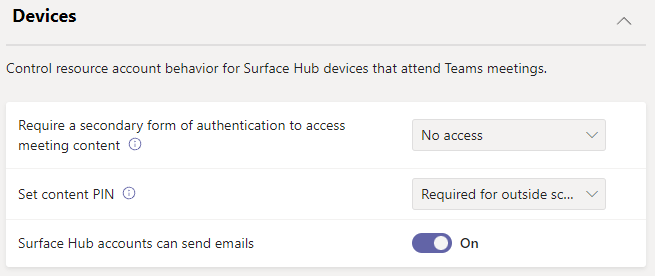 Devices
Control resource account behavior for Surface Hub devices that attend Teams meetings.
Require a secondary form of authentication to access
meeting content
No access
Set content PIN
Required for outside sc...
Surface Hub accounts can send emails
On